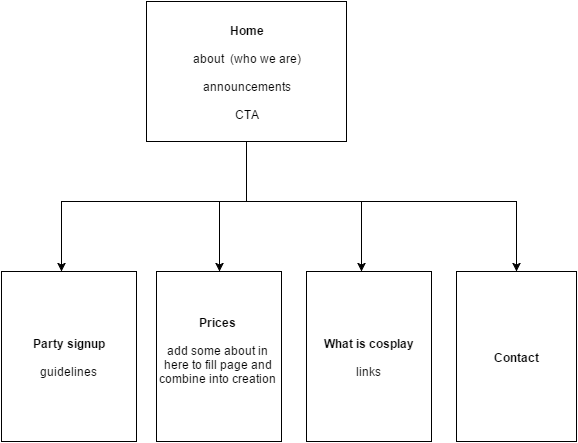 Home
about (who we are)
announcements
CTA
Party signup
guidelines
Prices
add some about in
here to fill page and
combine into creation
What is cosplay
links
Contact